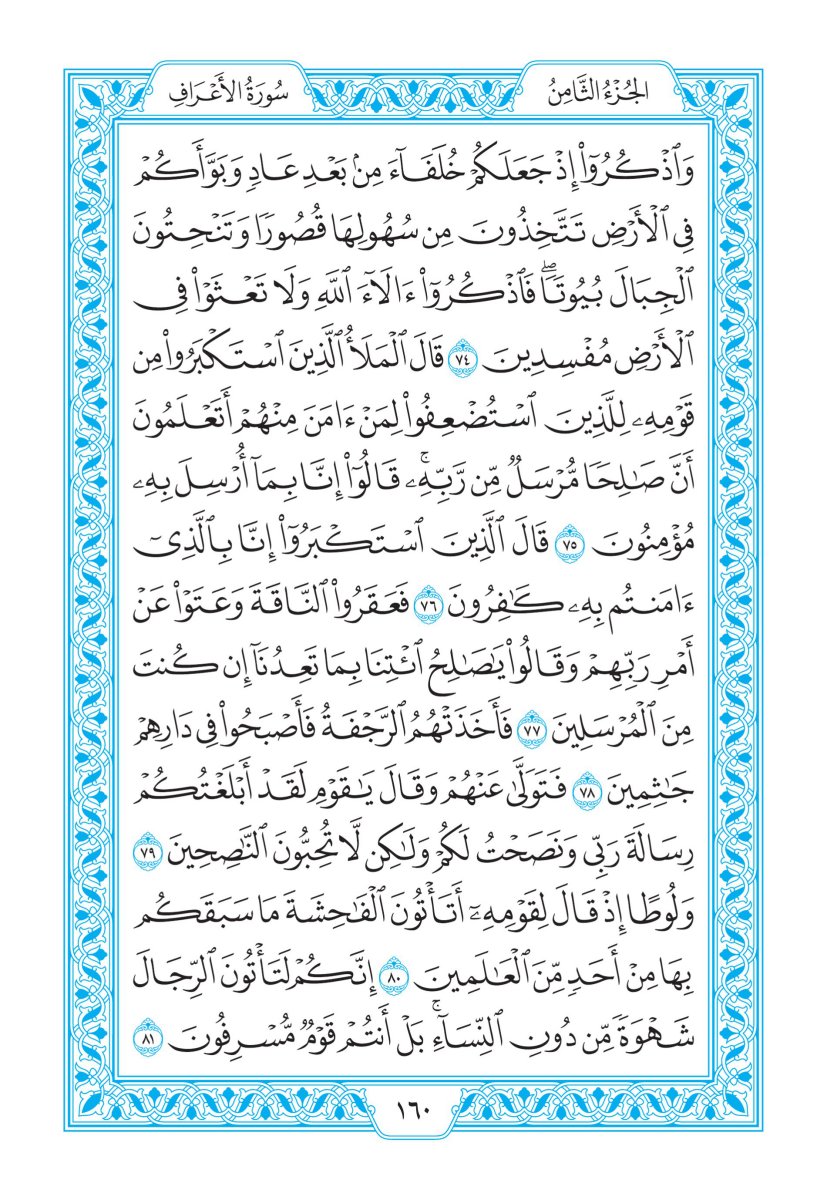 الجُزْءُ الثَّامِنُ
سُورَةُ الأَعْرَافِ
وَٱذۡكُرُوٓاْ إِذۡ جَعَلَكُمۡ خُلَفَآءَ مِنۢ بَعۡدِ عَادٖ وَبَوَّأَكُمۡ
فِي ٱلۡأَرۡضِ تَتَّخِذُونَ مِن سُهُولِهَا قُصُورٗا وَتَنۡحِتُونَ
ٱلۡجِبَالَ بُيُوتٗاۖ فَٱذۡكُرُوٓاْ ءَالَآءَ ٱللَّهِ وَلَا تَعۡثَوۡاْ فِي
ٱلۡأَرۡضِ مُفۡسِدِينَ ٧٤ قَالَ ٱلۡمَلَأُ ٱلَّذِينَ ٱسۡتَكۡبَرُواْ مِن
قَوۡمِهِۦ لِلَّذِينَ ٱسۡتُضۡعِفُواْ لِمَنۡ ءَامَنَ مِنۡهُمۡ أَتَعۡلَمُونَ
أَنَّ صَٰلِحٗا مُّرۡسَلٞ مِّن رَّبِّهِۦۚ قَالُوٓاْ إِنَّا بِمَآ أُرۡسِلَ بِهِۦ
مُؤۡمِنُونَ ٧٥ قَالَ ٱلَّذِينَ ٱسۡتَكۡبَرُوٓاْ إِنَّا بِٱلَّذِيٓ
ءَامَنتُم بِهِۦ كَٰفِرُونَ ٧٦ فَعَقَرُواْ ٱلنَّاقَةَ وَعَتَوۡاْ عَنۡ
أَمۡرِ رَبِّهِمۡ وَقَالُواْ يَٰصَٰلِحُ ٱئۡتِنَا بِمَا تَعِدُنَآ إِن كُنتَ
مِنَ ٱلۡمُرۡسَلِينَ ٧٧ فَأَخَذَتۡهُمُ ٱلرَّجۡفَةُ فَأَصۡبَحُواْ فِي دَارِهِمۡ
جَٰثِمِينَ ٧٨ فَتَوَلَّىٰ عَنۡهُمۡ وَقَالَ يَٰقَوۡمِ لَقَدۡ أَبۡلَغۡتُكُمۡ
رِسَالَةَ رَبِّي وَنَصَحۡتُ لَكُمۡ وَلَٰكِن لَّا تُحِبُّونَ ٱلنَّٰصِحِينَ ٧٩
وَلُوطًا إِذۡ قَالَ لِقَوۡمِهِۦٓ أَتَأۡتُونَ ٱلۡفَٰحِشَةَ مَا سَبَقَكُم
بِهَا مِنۡ أَحَدٖ مِّنَ ٱلۡعَٰلَمِينَ ٨٠ إِنَّكُمۡ لَتَأۡتُونَ ٱلرِّجَالَ
شَهۡوَةٗ مِّن دُونِ ٱلنِّسَآءِۚ بَلۡ أَنتُمۡ قَوۡمٞ مُّسۡرِفُونَ ٨١
١٦٠